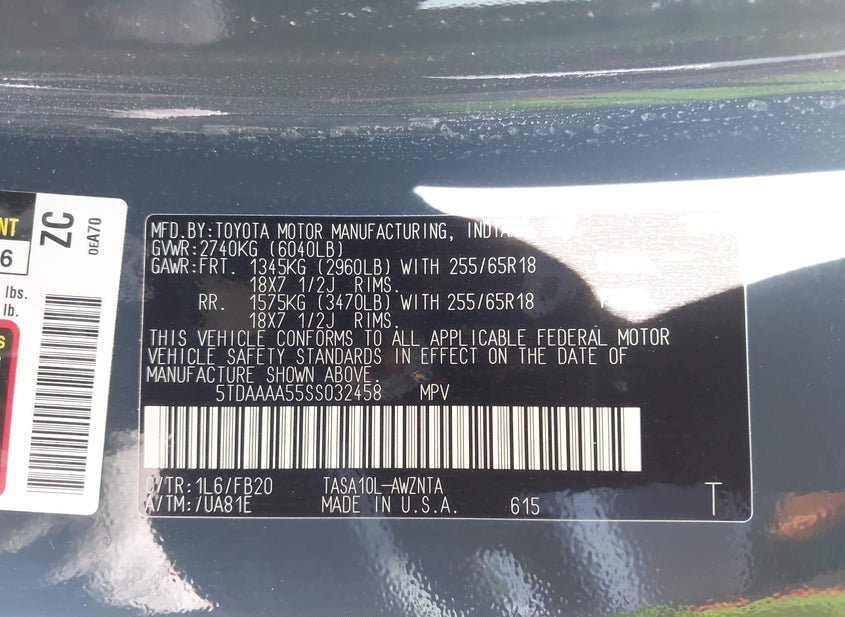 NT
6
lbs.
lb.
S
ZC
0EA70
MFD.BY:TOYOTA MOTOR MANUFACTURING,
GVWR:2740KG (6040LB)
GAWR:FRT. 1345KG (2960LB) WITH 255/65R18
18X7 1/2J RIMS.
RR. 1575KG (3470LB) WITH 255/65R18
18X7 1/2J RIMS.
THIS VEHICLE CONFORMS TO ALL APPLICABLE FEDERAL MOTOR
VEHICLE SAFETY STANDARDS IN EFFECT ON THE DATE OF
MANUFACTURE SHOWN ABOVE.
5TDAAAA55SS032458 MPV
C/TR:1L6/FB20 TASA10L-AWZNTA
A/TM:/UA81E MADE IN U.S.A. 615 T